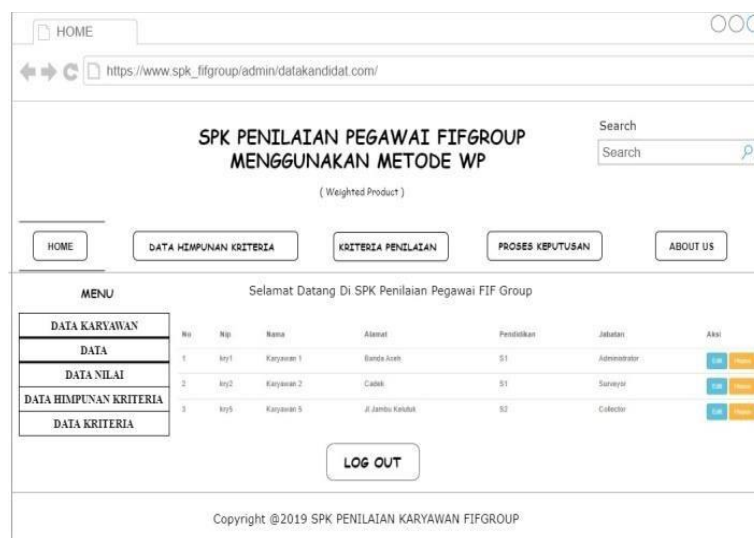 HOME
https://www.spk_fifgroup/admin/datakandidat.com/
SPK PENILAIAN PEGAWAI FIFGROUP
MENGGUNAKAN METODE WP
( Weighted Product )
Search
Search
HOME DATA HIMPUNAN KRITERIA KRITERIA PENILAIAN PROSES KEPUTUSAN ABOUT US
MENU
DATA KARYAWAN
DATA
DATA NILAI
DATA HIMPUNAN KRITERIA
DATA KRITERIA
Selamat Datang Di SPK Penilaian Pegawai FIF Group
No Nip Nama Alamat Pendidikan Jabatan Aksi
1 kry1 Karyawan 1 Banda Aceh S1 Administrator Edit Hapus
2 kry2 Karyawan 2 Cadek S1 Surveyor Edit Hapus
3 kry5 Karyawan 5 Jl Jambu Kelutuk S2 Collector Edit Hapus
LOG OUT
Copyright @2019 SPK PENILAIAN KARYAWAN FIFGROUP